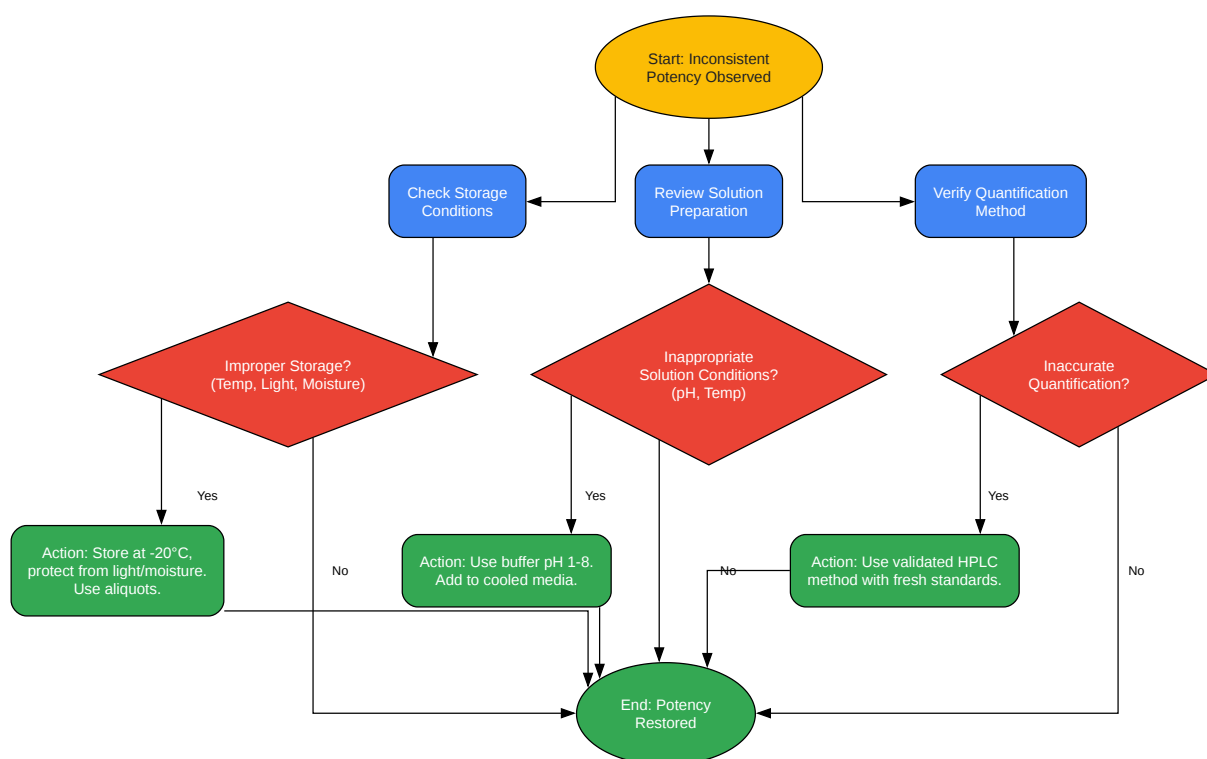 Start: Inconsistent
Potency Observed
Check Storage
Conditions
Review Solution
Preparation
Verify Quantification
Method
Improper Storage?
(Temp, Light, Moisture)
Inappropriate
Solution Conditions?
(pH, Temp)
Inaccurate
Quantification?
Yes
Yes
Yes
Action: Store at -20°C,
protect from light/moisture.
Use aliquots.
No
Action: Use buffer pH 1-8.
Add to cooled media.
No
Action: Use validated HPLC
method with fresh standards.
No
End: Potency
Restored